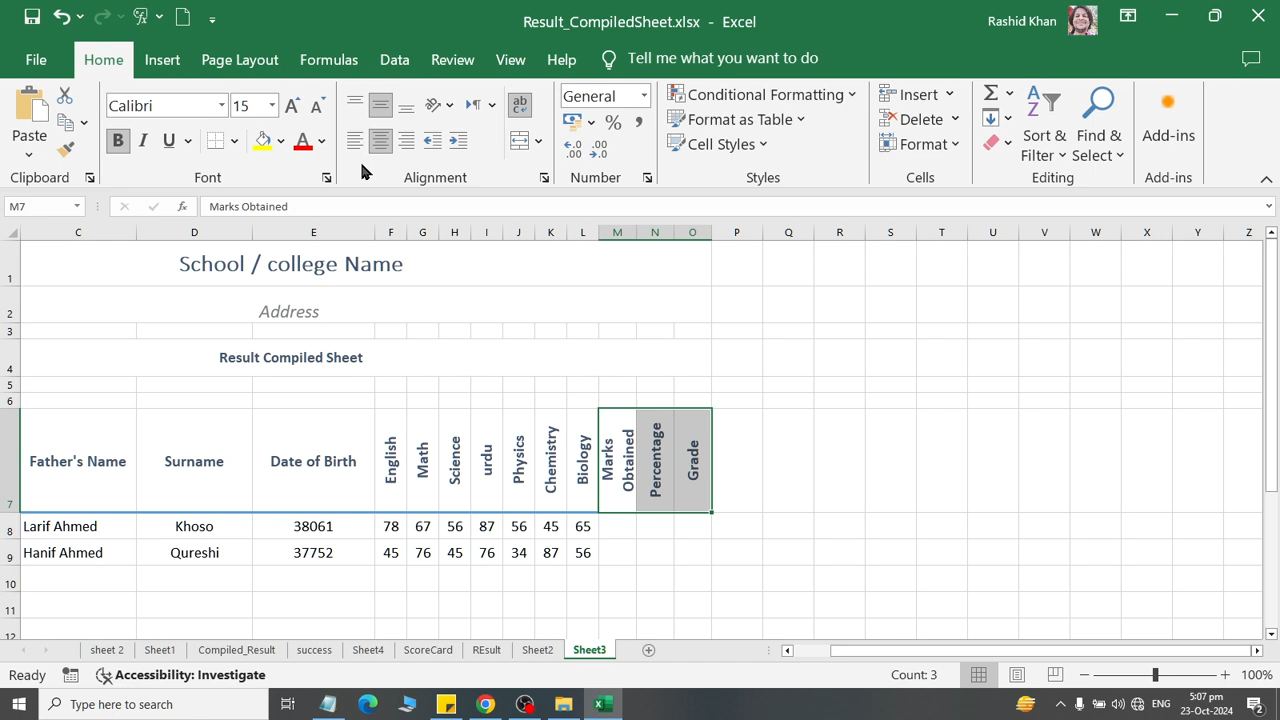 Result_CompiledSheet.xlsx - Excel
Rashid Khan
File Home Insert Page Layout Formulas Data Review View Help Tell me what you want to do
Paste
Calibri 15
B I U
A A
ab
General
% ,
Conditional Formatting
Format as Table
Cell Styles
Insert
Delete
Format
Sort & Filter
Find & Select
Add-ins
Clipboard Font Alignment Number Styles Cells Editing Add-ins
M7 fx Marks Obtained
C D E F G H I J K L M N O P Q R S T U V W X Y Z
1 School / college Name
2 Address
3
4 Result Compiled Sheet
5
6
7 Father's Name Surname Date of Birth English Math Science urdu Physics Chemistry Biology Marks Obtained Percentage Grade
8 Larif Ahmed Khoso 38061 78 67 56 87 56 45 65
9 Hanif Ahmed Qureshi 37752 45 76 45 76 34 87 56
10
11
12
sheet 2 Sheet1 Compiled_Result success Sheet4 ScoreCard REsult Sheet2 Sheet3
Ready Accessibility: Investigate Count: 3 100%
Type here to search ENG 5:07 pm
23-Oct-2024 2